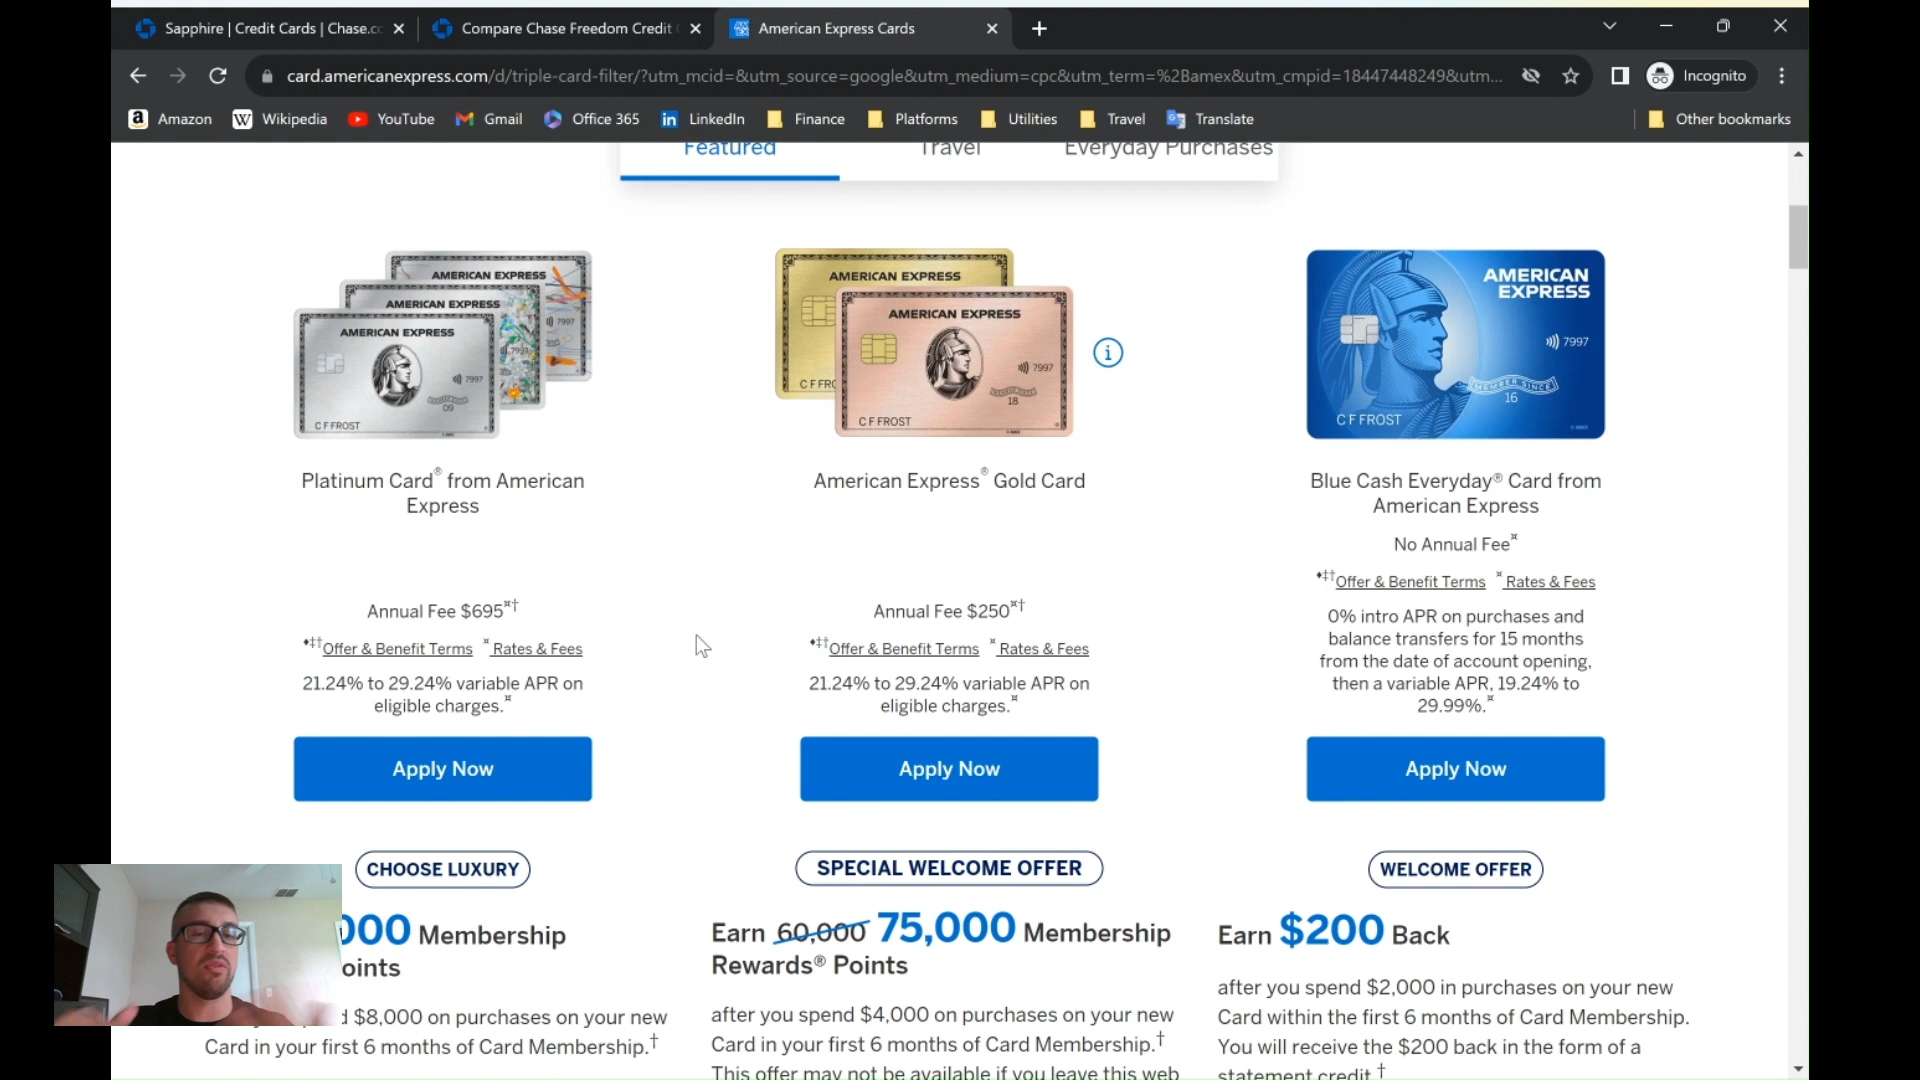 Sapphire | Credit Cards | Chase.cc
Compare Chase Freedom Credit
American Express Cards
card.americanexpress.com/d/triple-card-filter/?utm_mcid=&utm_source=google&utm_medium=cpc&utm_term=%2Bamex&utm_cmpid=18447448249&utm...
Incognito
Amazon
Wikipedia
YouTube
Gmail
Office 365
LinkedIn
Finance
Platforms
Utilities
Travel
Translate
Other bookmarks
Featured
Travel
Everyday Purchases
AMERICAN EXPRESS
7997
AMERICAN EXPRESS
7997
AMERICAN EXPRESS
7997
09
C F FROST
AMERICAN EXPRESS
C F FRO
AMERICAN EXPRESS
7997
18
C F FROST
AMERICAN
EXPRESS
7997
MEMBER SINCE
16
C F FROST
Platinum Card® from American
Express
Annual Fee $695¤†
♦‡†Offer & Benefit Terms ¤ Rates & Fees
21.24% to 29.24% variable APR on
eligible charges.¤
Apply Now
CHOOSE LUXURY
000 Membership
oints
$8,000 on purchases on your new
Card in your first 6 months of Card Membership.†
American Express® Gold Card
Annual Fee $250¤†
♦‡†Offer & Benefit Terms ¤ Rates & Fees
21.24% to 29.24% variable APR on
eligible charges.¤
Apply Now
SPECIAL WELCOME OFFER
Earn 60,000 75,000 Membership
Rewards® Points
after you spend $4,000 on purchases on your new
Card in your first 6 months of Card Membership.†
This offer may not be available if you leave this web
Blue Cash Everyday® Card from
American Express
No Annual Fee¤
♦‡†Offer & Benefit Terms ¤ Rates & Fees
0% intro APR on purchases and
balance transfers for 15 months
from the date of account opening,
then a variable APR, 19.24% to
29.99%.¤
Apply Now
WELCOME OFFER
Earn $200 Back
after you spend $2,000 in purchases on your new
Card within the first 6 months of Card Membership.
You will receive the $200 back in the form of a
statement credit.†